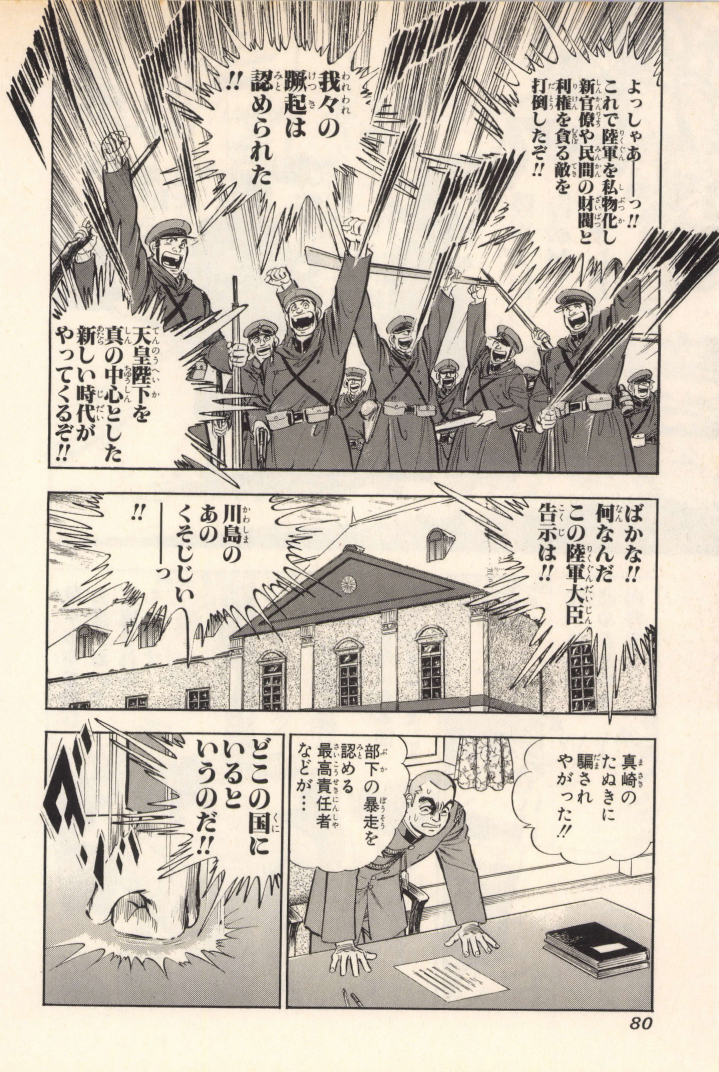 よっしゃあーーっ!!
これで陸軍を私物化し
新官僚や民間の財閥と
利権を貪る敵を
打倒したぞ!!
我々の
蹶起は
認められた
!!
天皇陛下を
真の中心とした
新しい時代が
やってくるぞ!!
ばかな!!
何なんだ
この陸軍大臣
告示は!!
川島の
あの
くそじじい
ーーっ
!!
真崎の
たぬきに
騙され
やがった!!
部下の暴走を
認める
最高責任者
などが…
どこの国に
いると
いうのだ!!
ダン
80